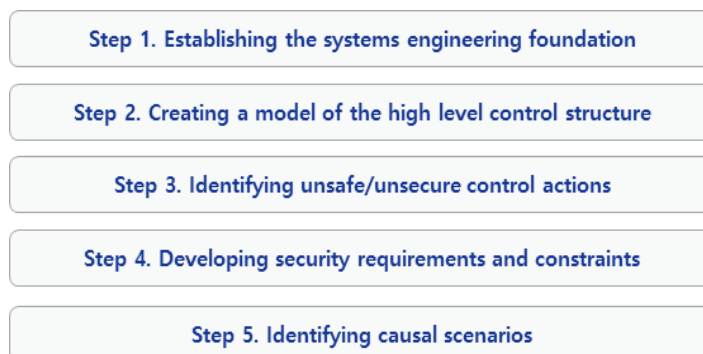 Step 1. Establishing the systems engineering foundation
Step 2. Creating a model of the high level control structure
Step 3. Identifying unsafe/unsecure control actions
Step 4. Developing security requirements and constraints
Step 5. Identifying causal scenarios